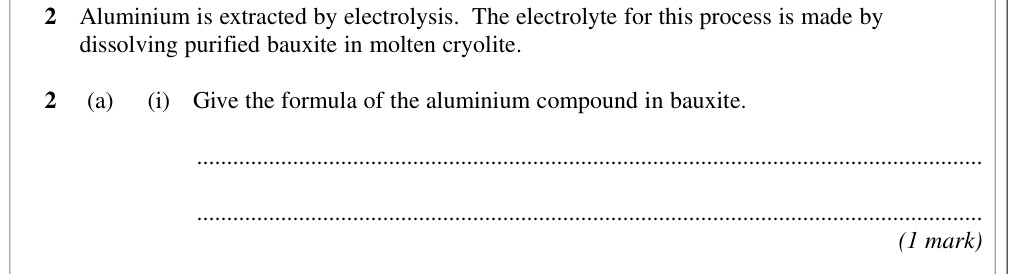 2 Aluminium is extracted by electrolysis. The electrolyte for this process is made by
dissolving purified bauxite in molten cryolite.
2 (a) (i) Give the formula of the aluminium compound in bauxite.
(1 mark)